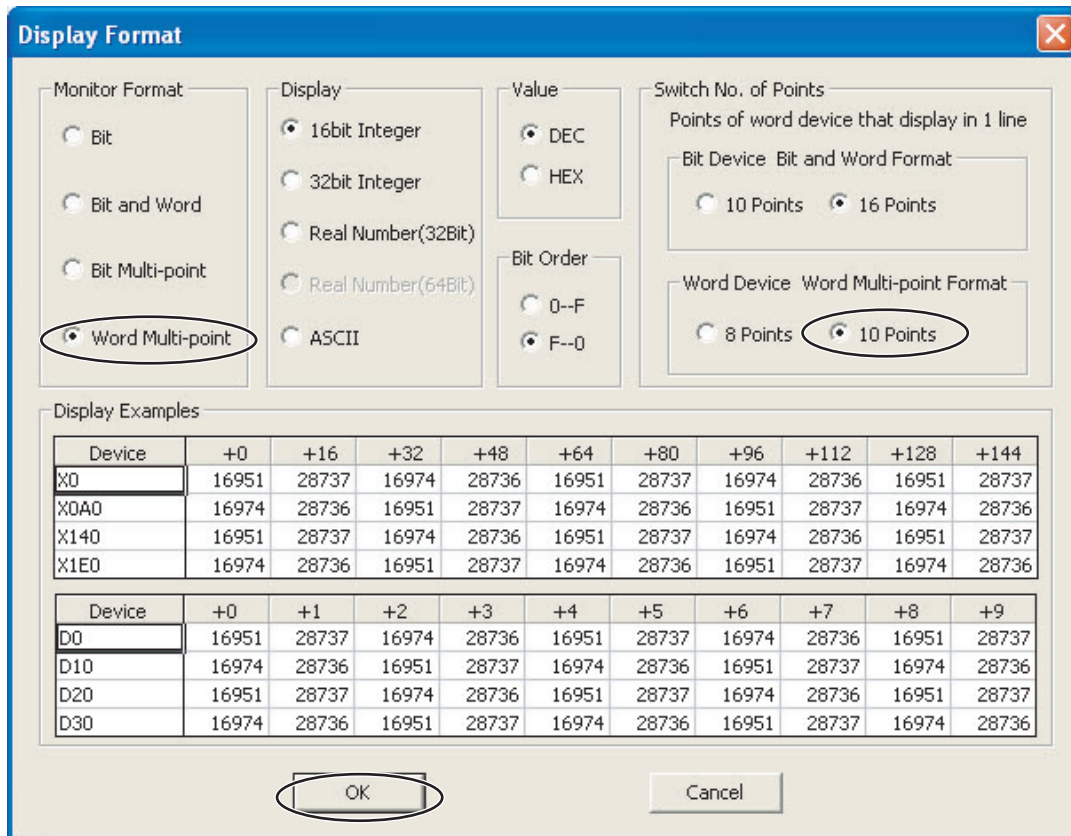 Display Format
Monitor Format
Bit
Bit and Word
Bit Multi-point
Word Multi-point
Display
16bit Integer
32bit Integer
Real Number(32Bit)
Real Number(64Bit)
ASCII
Value
DEC
HEX
Bit Order
0--F
F--0
Switch No. of Points
Points of word device that display in 1 line
Bit Device Bit and Word Format
10 Points 16 Points
Word Device Word Multi-point Format
8 Points 10 Points
Display Examples
Device +0 +16 +32 +48 +64 +80 +96 +112 +128 +144
X0 16951 28737 16974 28736 16951 28737 16974 28736 16951 28737
X0A0 16974 28736 16951 28737 16974 28736 16951 28737 16974 28736
X140 16951 28737 16974 28736 16951 28737 16974 28736 16951 28737
X1E0 16974 28736 16951 28737 16974 28736 16951 28737 16974 28736
Device +0 +1 +2 +3 +4 +5 +6 +7 +8 +9
D0 16951 28737 16974 28736 16951 28737 16974 28736 16951 28737
D10 16974 28736 16951 28737 16974 28736 16951 28737 16974 28736
D20 16951 28737 16974 28736 16951 28737 16974 28736 16951 28737
D30 16974 28736 16951 28737 16974 28736 16951 28737 16974 28736
OK Cancel